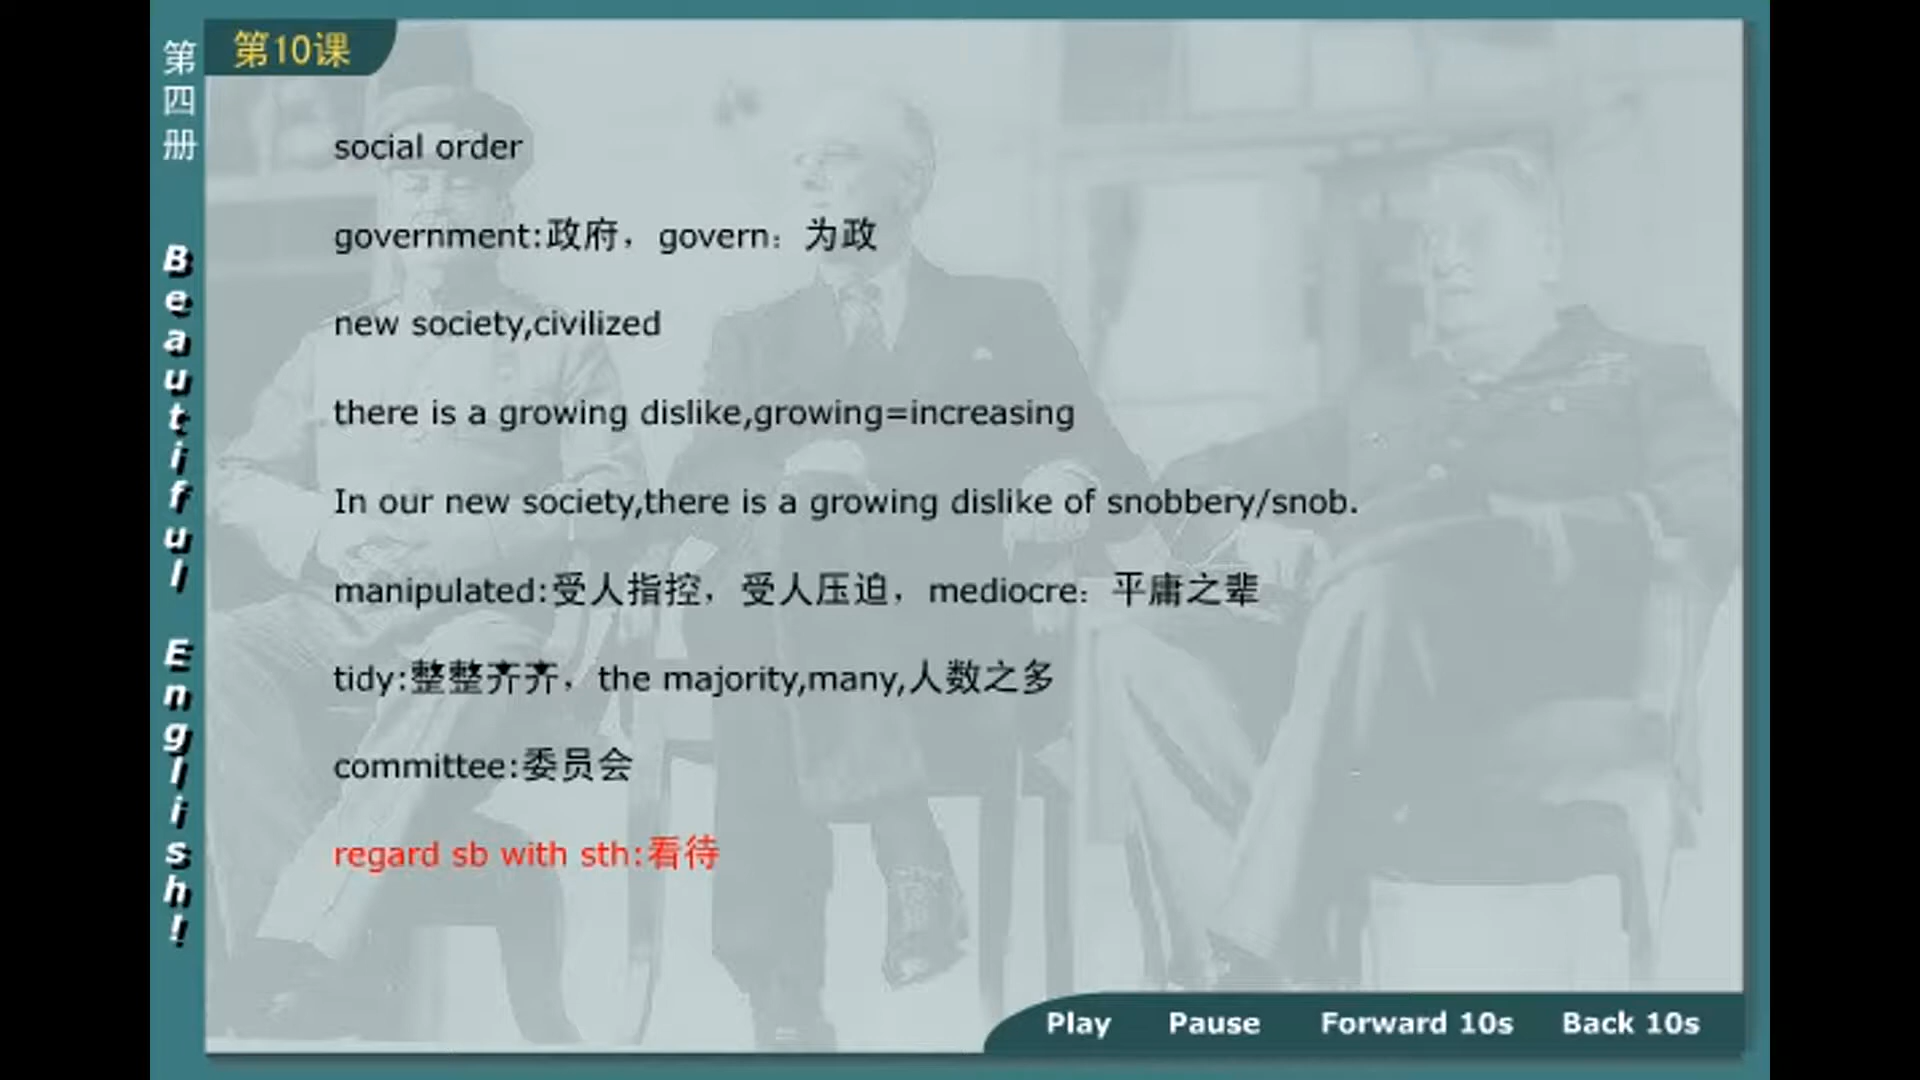 第四册
Beautiful English!
第10课
social order
government:政府，govern：为政
new society,civilized
there is a growing dislike,growing=increasing
In our new society,there is a growing dislike of snobbery/snob.
manipulated:受人指控，受人压迫，mediocre：平庸之辈
tidy:整整齐齐，the majority,many,人数之多
committee:委员会
regard sb with sth:看待
Play Pause Forward 10s Back 10s